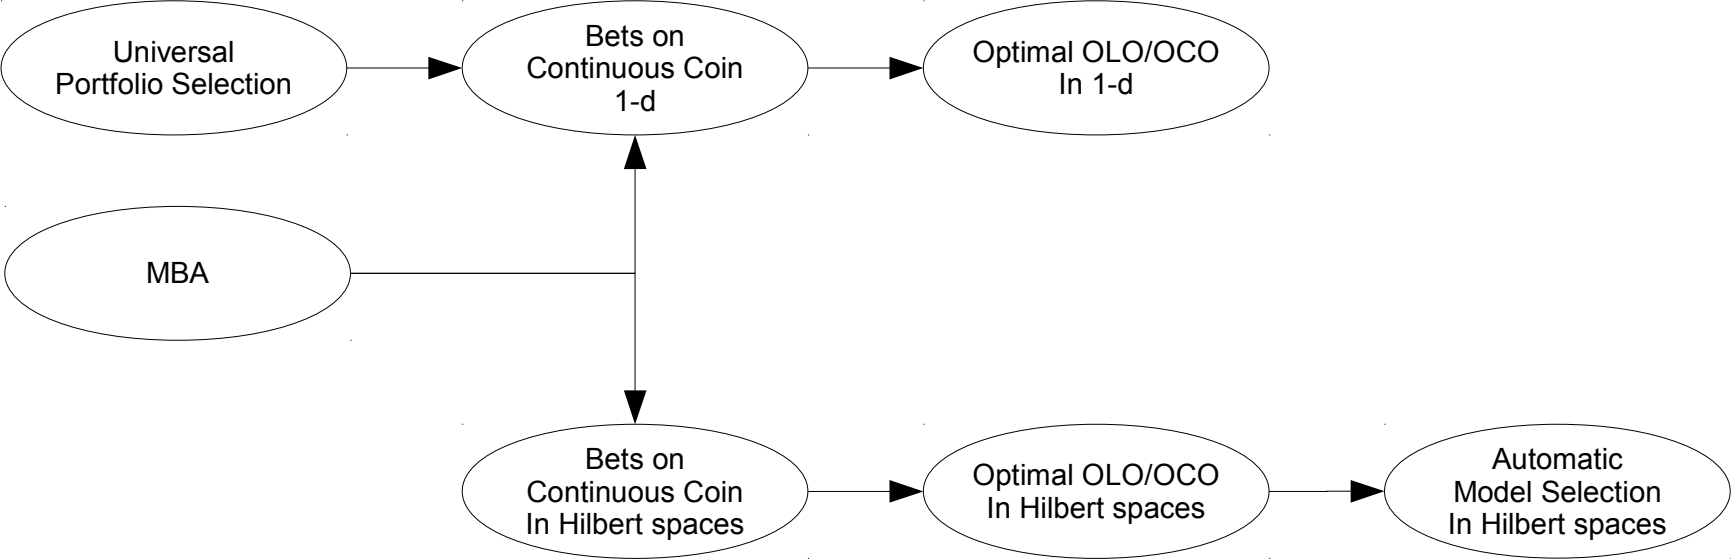 Universal
Portfolio Selection
Bets on
Continuous Coin
1-d
Optimal OLO/OCO
In 1-d
MBA
Bets on
Continuous Coin
In Hilbert spaces
Optimal OLO/OCO
In Hilbert spaces
Automatic
Model Selection
In Hilbert spaces